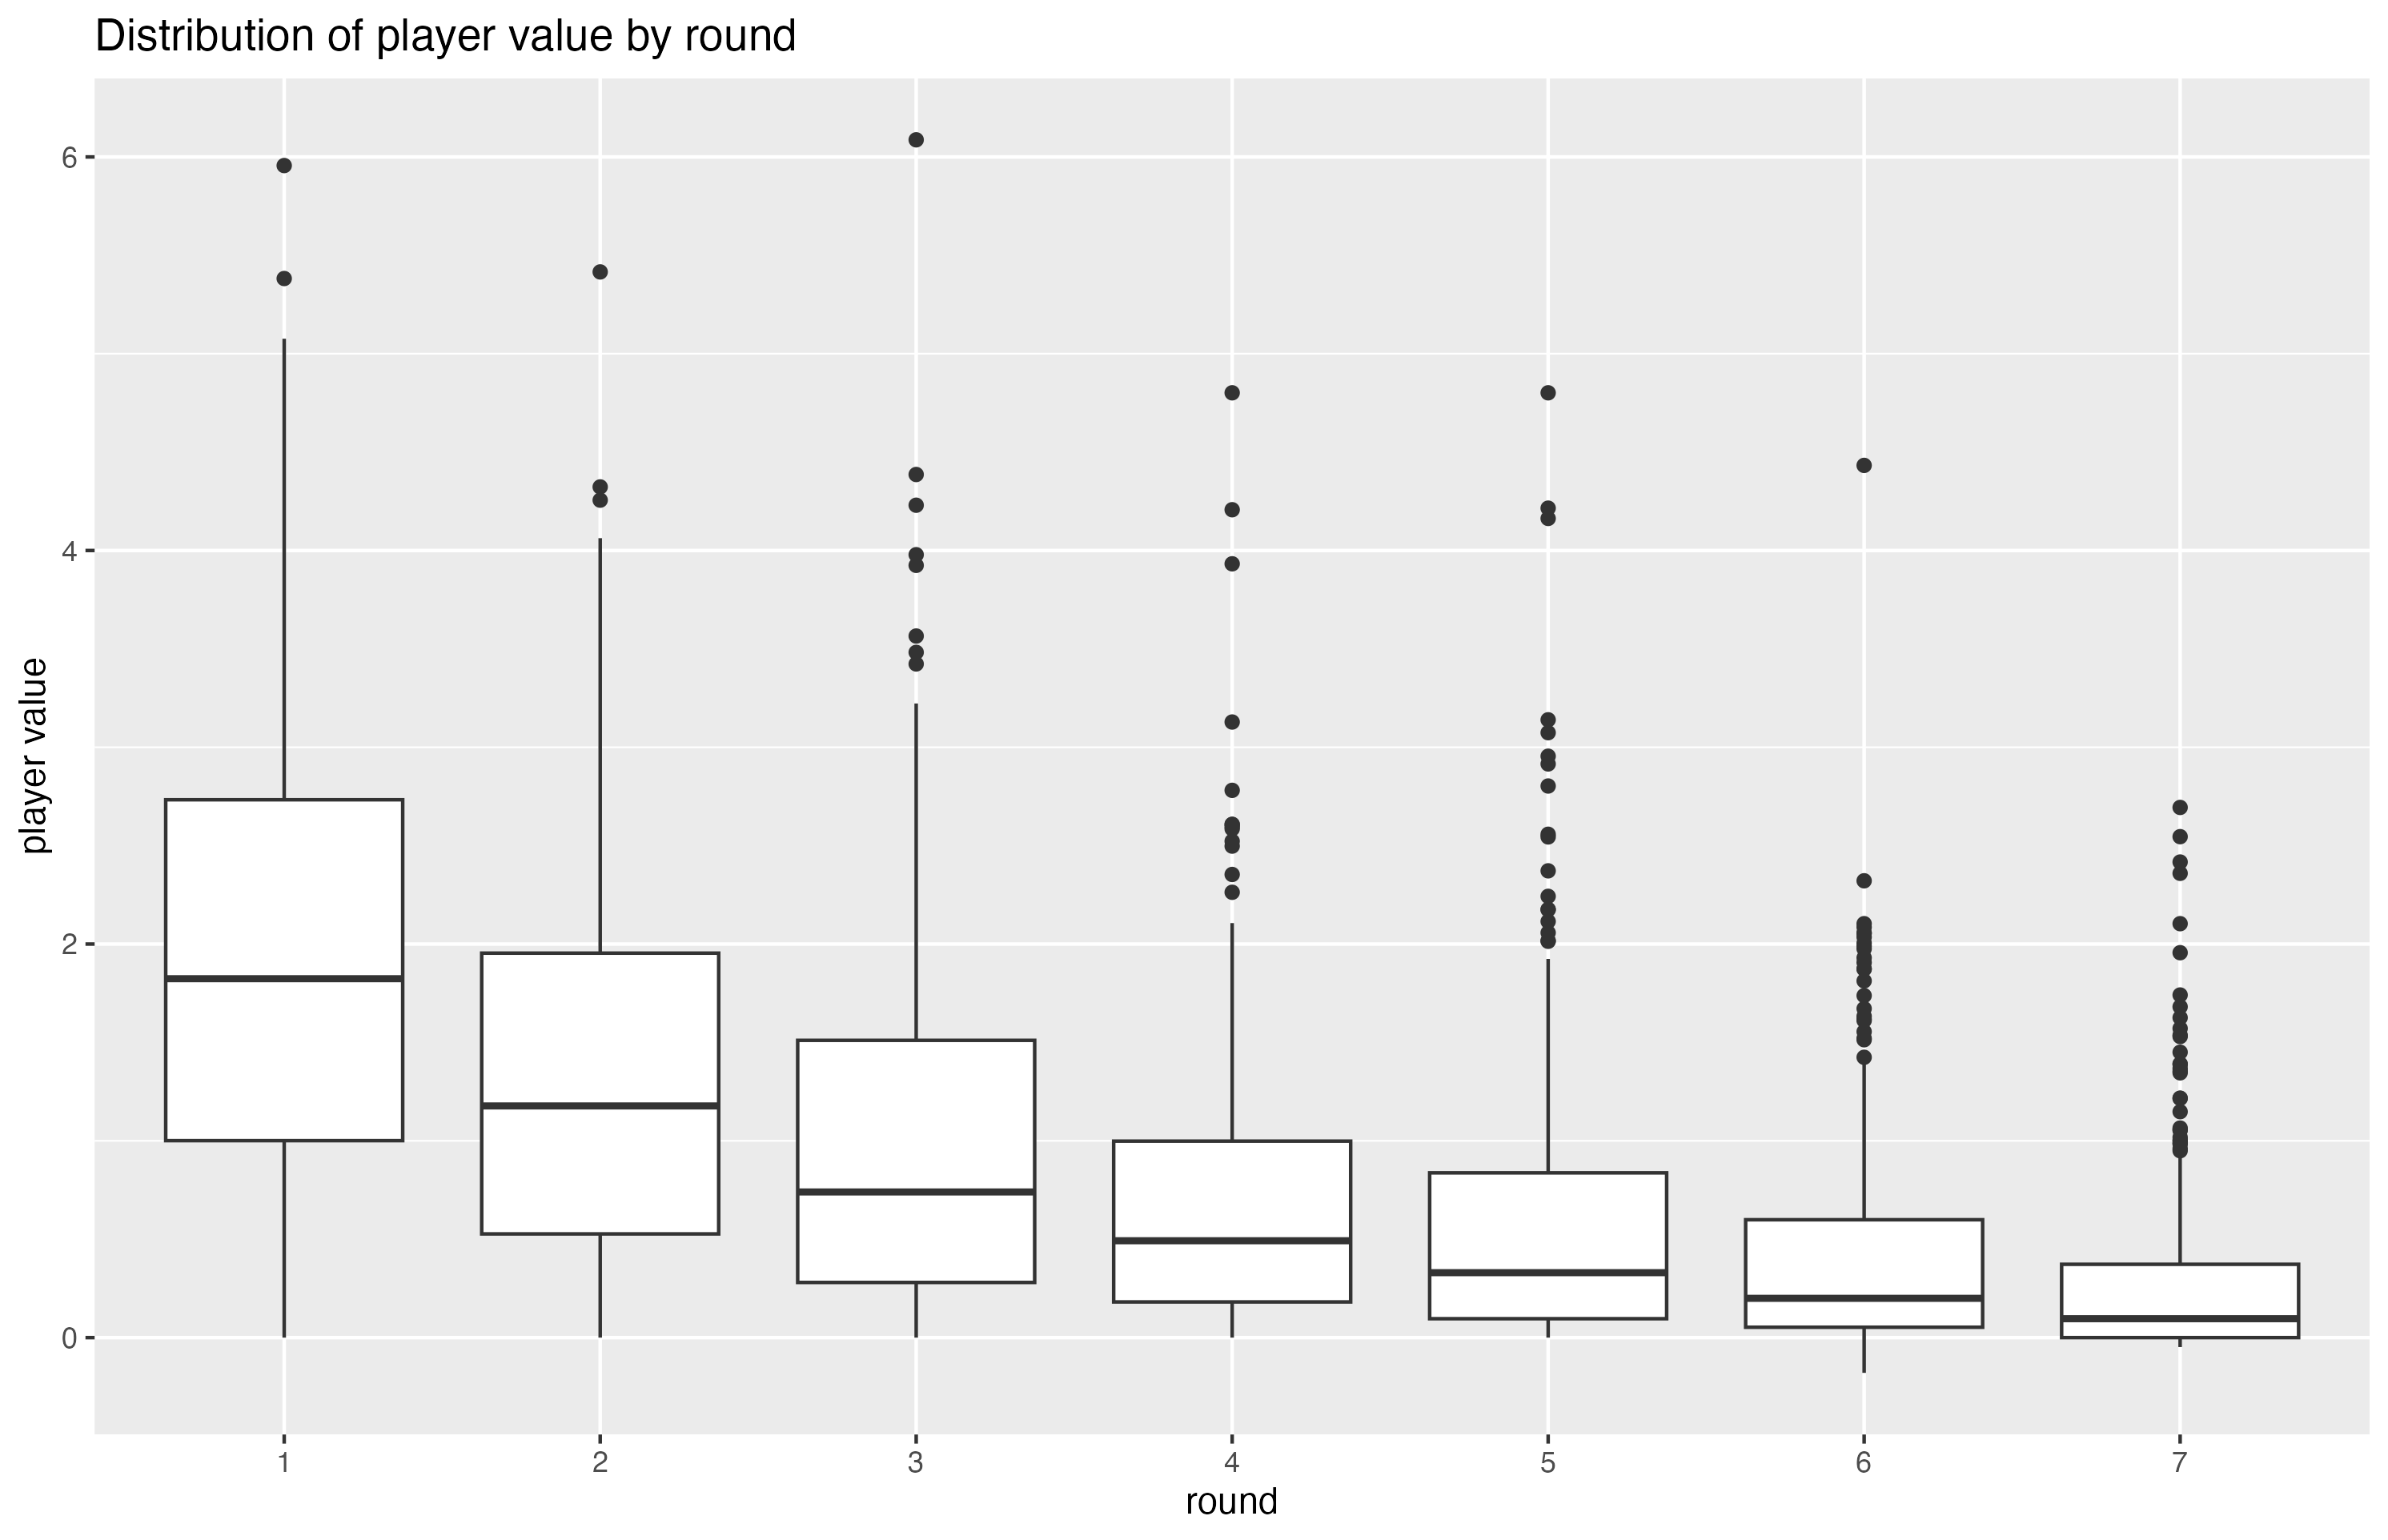 Distribution of player value by round
player value
6
4
2
0
1 2 3 4 5 6 7
round